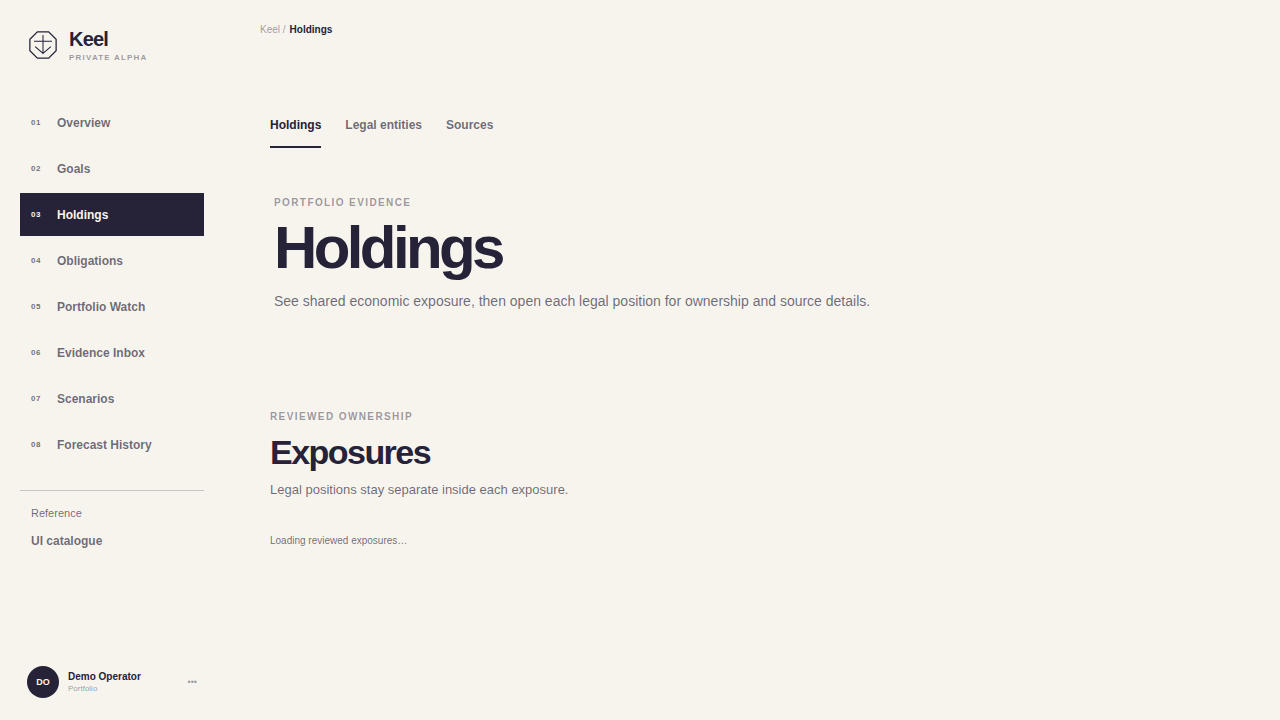 Keel
PRIVATE ALPHA
01 Overview
02 Goals
03 Holdings
04 Obligations
05 Portfolio Watch
06 Evidence Inbox
07 Scenarios
08 Forecast History
Reference
UI catalogue
DO
Demo Operator
Portfolio
•••
Keel / Holdings
Holdings Legal entities Sources
PORTFOLIO EVIDENCE
Holdings
See shared economic exposure, then open each legal position for ownership and source details.
REVIEWED OWNERSHIP
Exposures
Legal positions stay separate inside each exposure.
Loading reviewed exposures…